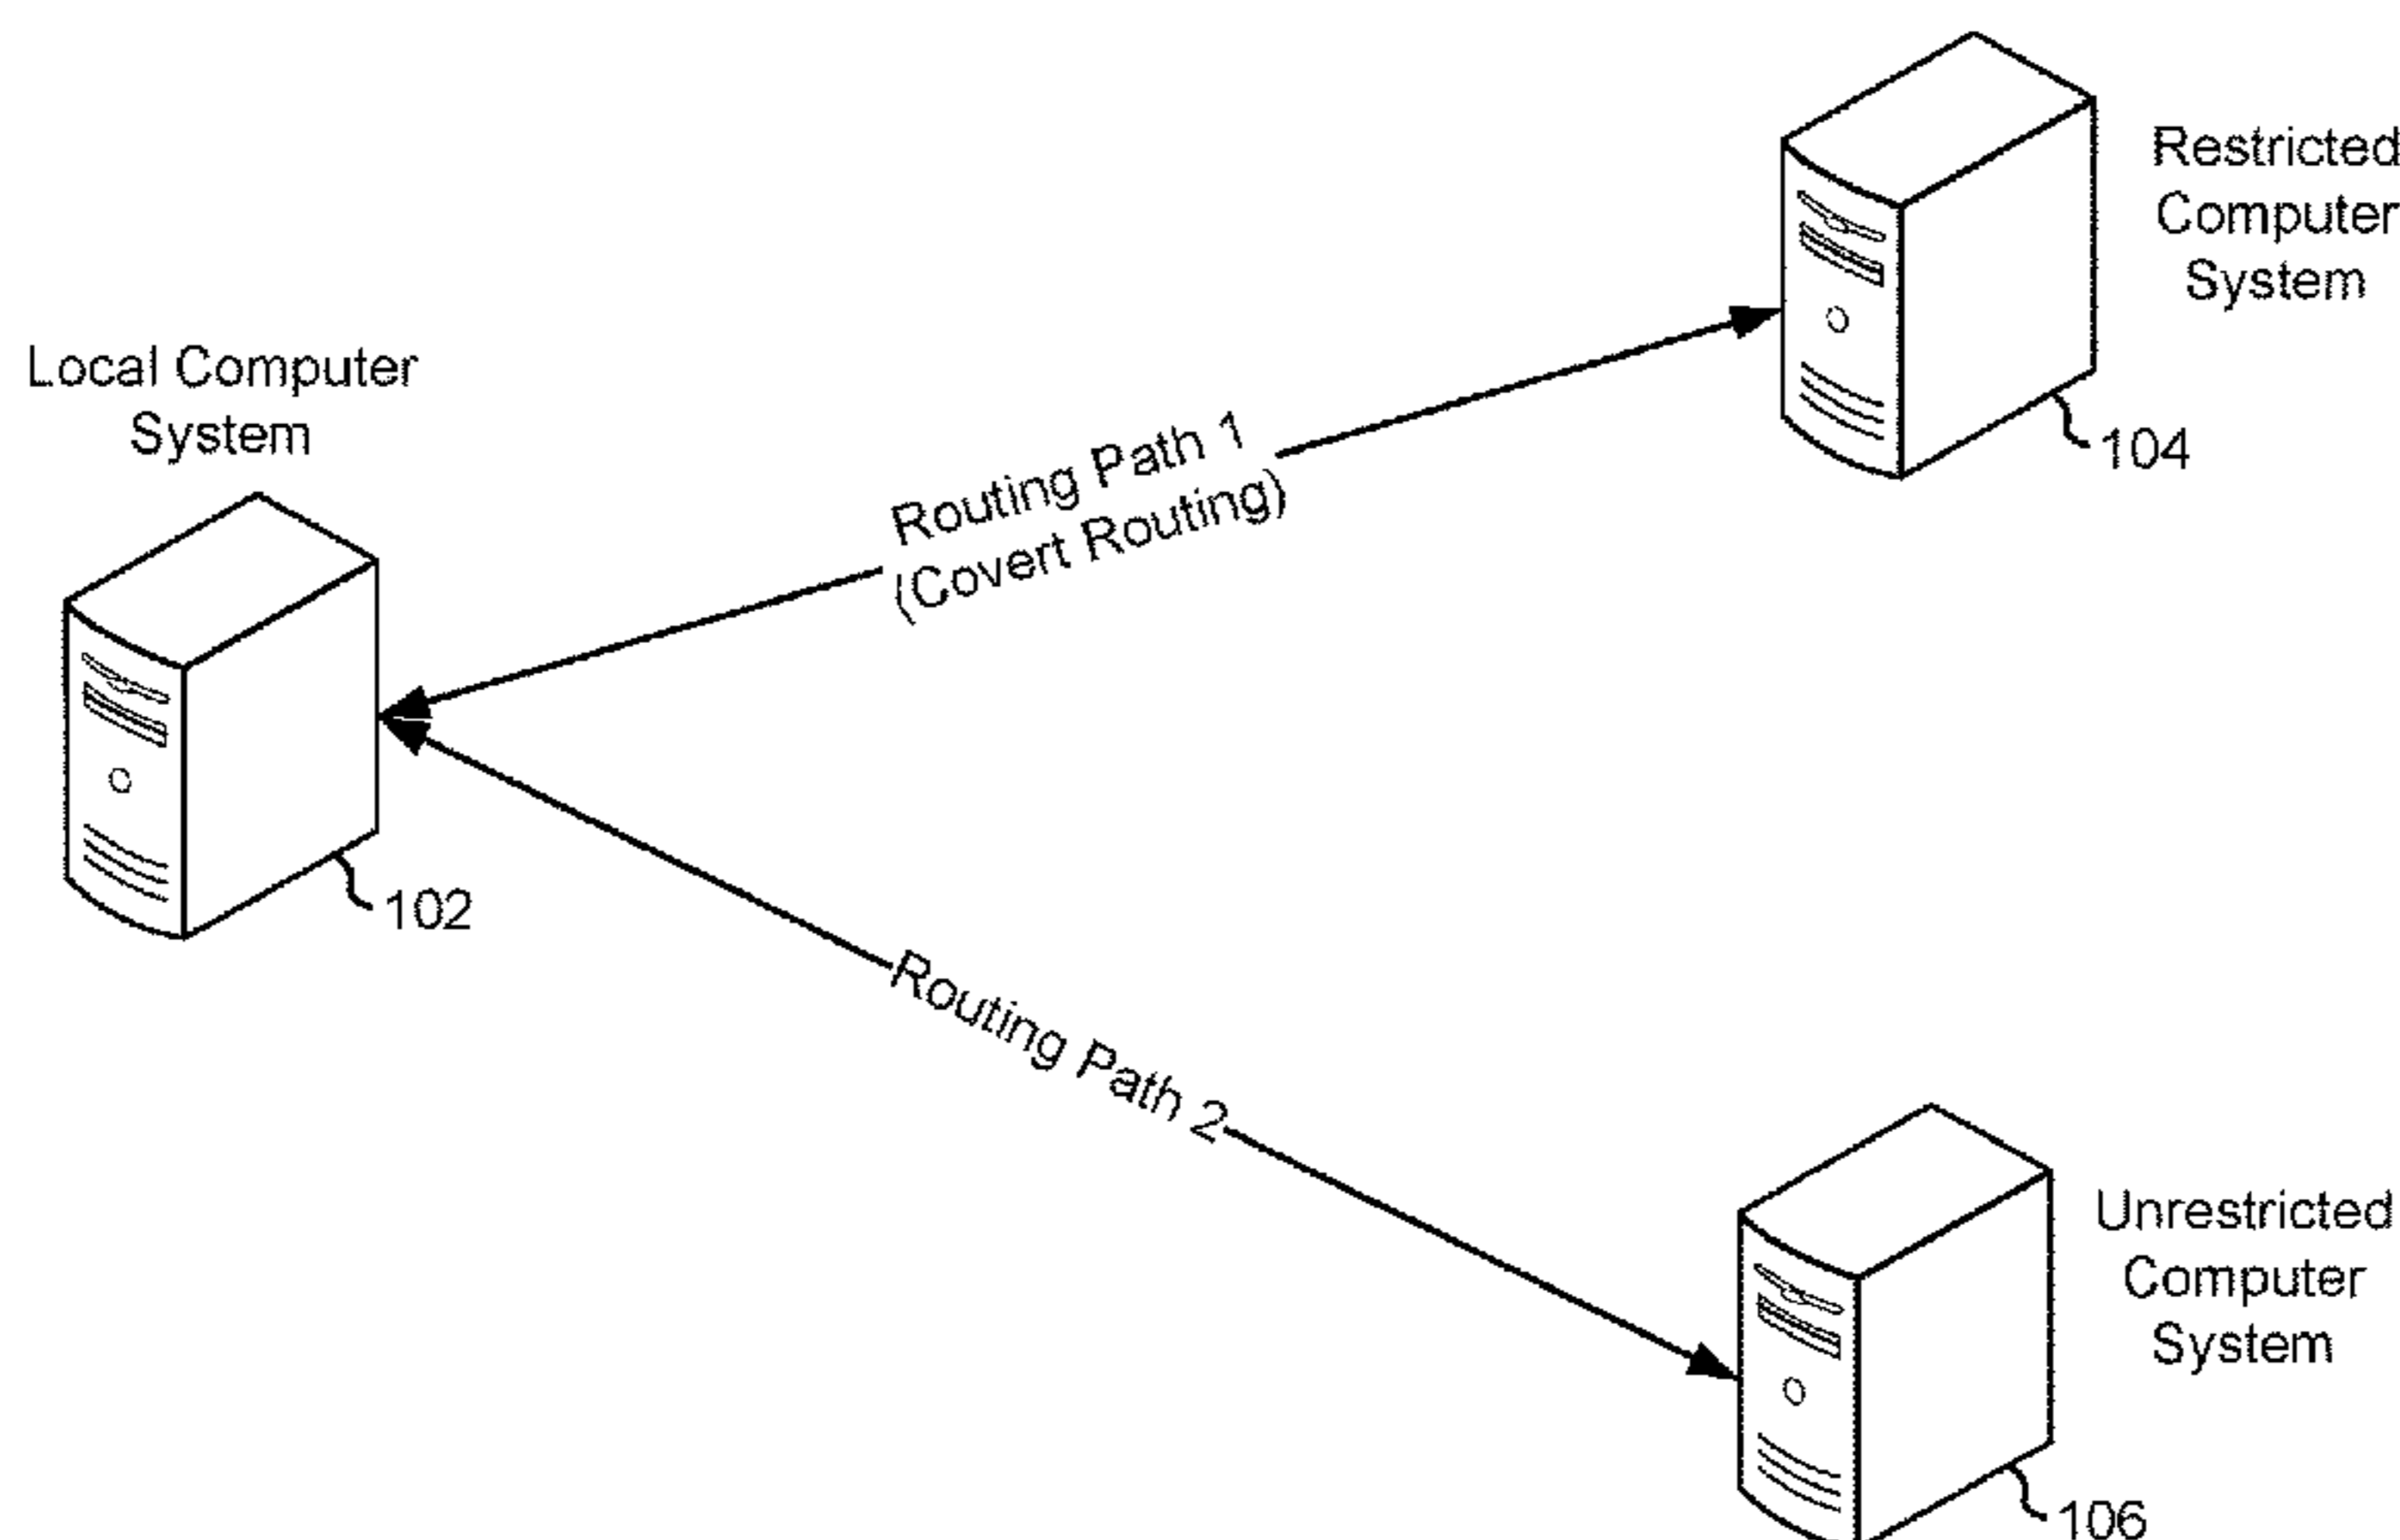 Restricted
Computer
System
104
Local Computer
System
102
Routing Path 1
(Covert Routing)
Routing Path 2
Unrestricted
Computer
System
106